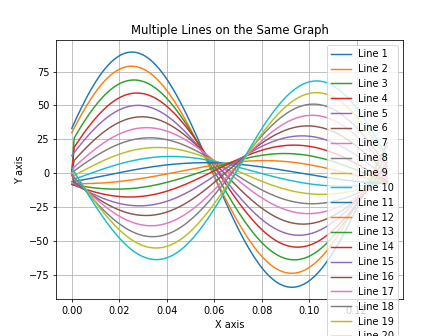 Multiple Lines on the Same Graph
Y axis
75
50
25
0
−25
−50
−75
0.00
0.02
0.04
0.06
0.08
0.10
X axis
Line 1
Line 2
Line 3
Line 4
Line 5
Line 6
Line 7
Line 8
Line 9
Line 10
Line 11
Line 12
Line 13
Line 14
Line 15
Line 16
Line 17
Line 18
Line 19
Line 20